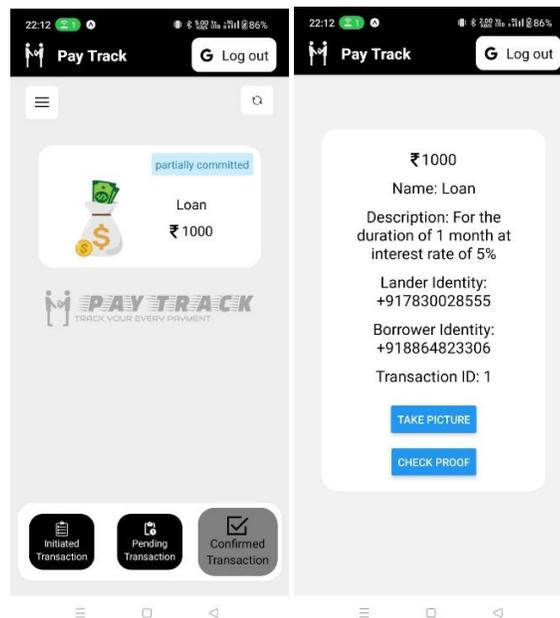 22:12
1
86%
Pay Track
G Log out
partially committed
Loan
₹ 1000
PAY TRACK
TRACK YOUR EVERY PAYMENT
Initiated
Transaction
Pending
Transaction
Confirmed
Transaction
22:12
1
86%
Pay Track
G Log out
₹1000
Name: Loan
Description: For the
duration of 1 month at
interest rate of 5%
Lander Identity:
+917830028555
Borrower Identity:
+918864823306
Transaction ID: 1
TAKE PICTURE
CHECK PROOF